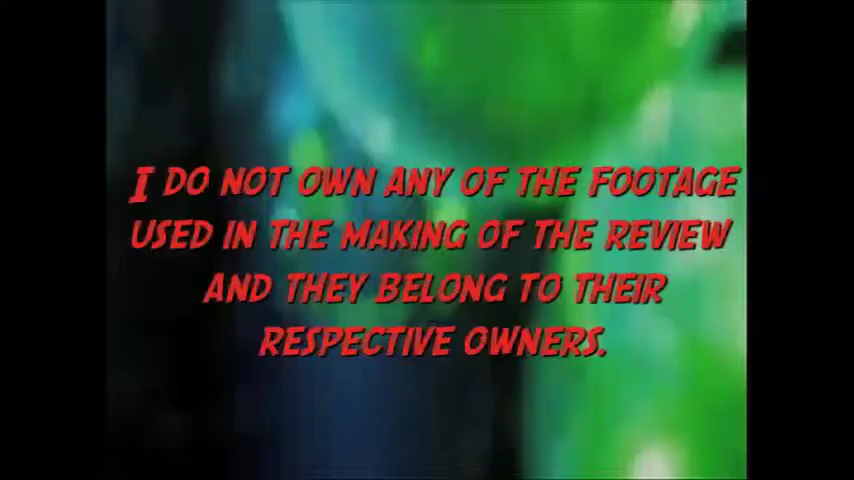 I DO NOT OWN ANY OF THE FOOTAGE
USED IN THE MAKING OF THE REVIEW
AND THEY BELONG TO THEIR
RESPECTIVE OWNERS.